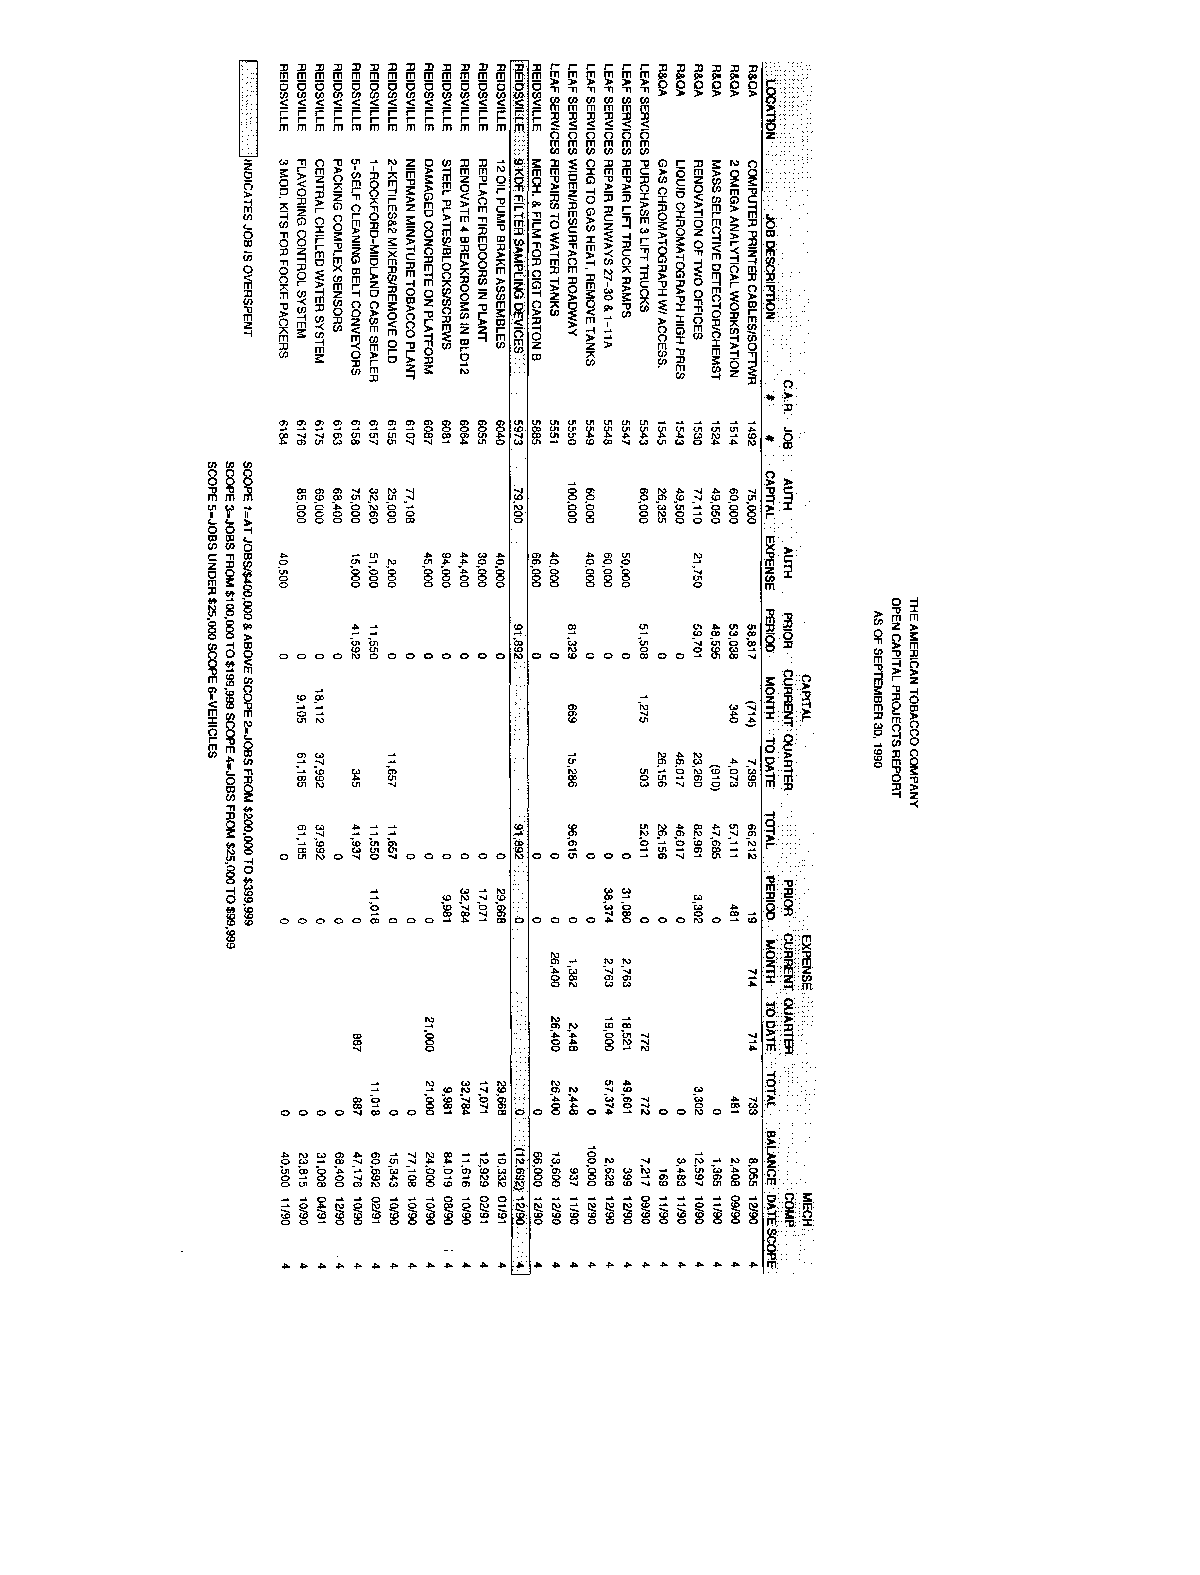 THE AMERICAN TOBACCO COMPANY
OPEN CAPITAL PROJECTS REPORT
AS OF SEPTEMBER 30, 1990
CAPITAL EXPENSE MECH
C.A.R. JOB AUTH AUTH PRIOR CURRENT QUARTER PRIOR CURRENT QUARTER COMP
LOCATION JOB DESCRIPTION # # CAPITAL EXPENSE PERIOD MONTH TO DATE TOTAL PERIOD MONTH TO DATE TOTAL BALANCE DATE SCOPE
R&QA COMPUTER PRINTER CABLES/SOFTWR 1492 75,000 58,817 (714) 7,395 66,212 19 714 714 733 8,055 12/90 4
R&QA 2 OMEGA ANALYTICAL WORKSTATION 1514 60,000 53,038 340 4,073 57,111 481 481 2,408 09/90 4
R&QA MASS SELECTIVE DETECTOR/CHEMST 1524 49,050 48,595 (910) 47,685 0 0 1,365 11/90 4
R&QA RENOVATION OF TWO OFFICES 1530 77,110 21,750 59,701 23,260 82,961 3,302 3,302 12,597 10/90 4
R&QA LIQUID CHROMATOGRAPH HIGH PRES 1543 49,500 0 46,017 46,017 0 0 3,483 11/90 4
R&QA GAS CHROMATOGRAPH W/ ACCESS. 1545 26,325 0 26,156 26,156 0 0 169 11/90 4
LEAF SERVICES PURCHASE 3 LIFT TRUCKS 5543 60,000 51,508 1,275 503 52,011 0 772 772 7,217 09/90 4
LEAF SERVICES REPAIR LIFT TRUCK RAMPS 5547 50,000 0 0 31,080 2,763 18,521 49,601 399 12/90 4
LEAF SERVICES REPAIR RUNWAYS 27-30 & 1-11A 5548 60,000 0 0 38,374 2,763 19,000 57,374 2,626 12/90 4
LEAF SERVICES CHG TO GAS HEAT, REMOVE TANKS 5549 60,000 40,000 0 0 0 0 100,000 12/90 4
LEAF SERVICES WIDEN/RESURFACE ROADWAY 5550 100,000 81,329 669 15,286 96,615 0 1,382 2,448 2,448 937 11/90 4
LEAF SERVICES REPAIRS TO WATER TANKS 5551 40,000 0 0 0 26,400 26,400 26,400 13,600 12/90 4
REIDSVILLE MECH. & FILM FOR CIGT CARTON B 5885 66,000 0 0 0 0 66,000 12/90 4
REIDSVILLE 9 KDF FILTER SAMPLING DEVICES 5973 79,200 91,892 91,892 0 0 (12,692) 12/90 4
REIDSVILLE 12 OIL PUMP BRAKE ASSEMBLES 6040 40,000 0 0 29,668 29,668 10,332 01/91 4
REIDSVILLE REPLACE FIREDOORS IN PLANT 6055 30,000 0 0 17,071 17,071 12,929 02/91 4
REIDSVILLE RENOVATE 4 BREAKROOMS IN BLD12 6064 44,400 0 0 32,784 32,784 11,616 10/90 4
REIDSVILLE STEEL PLATES/BLOCKS/SCREWS 6081 94,000 0 0 9,981 9,981 84,019 08/90 4
REIDSVILLE DAMAGED CONCRETE ON PLATFORM 6087 45,000 0 0 0 21,000 21,000 24,000 10/90 4
REIDSVILLE NIEPMAN MINATURE TOBACCO PLANT 6107 77,108 0 0 0 0 77,108 10/90 4
REIDSVILLE 2-KETTLES&2 MIXERS/REMOVE OLD 6155 25,000 2,000 0 11,657 11,657 0 0 15,343 10/90 4
REIDSVILLE 1-ROCKFORD-MIDLAND CASE SEALER 6157 32,260 51,000 11,550 11,550 11,018 11,018 60,692 02/91 4
REIDSVILLE 5-SELF CLEANING BELT CONVEYORS 6158 75,000 15,000 41,592 345 41,937 0 887 887 47,176 10/90 4
REIDSVILLE PACKING COMPLEX SENSORS 6163 68,400 0 0 0 0 68,400 12/90 4
REIDSVILLE CENTRAL CHILLED WATER SYSTEM 6175 69,000 0 18,112 37,992 37,992 0 0 31,008 04/91 4
REIDSVILLE FLAVORING CONTROL SYSTEM 6176 85,000 0 9,105 61,185 61,185 0 0 23,815 10/90 4
REIDSVILLE 3 MOD. KITS FOR FOCKE PACKERS 6184 40,500 0 0 0 0 40,500 11/90 4
INDICATES JOB IS OVERSPENT
SCOPE 1=AT JOBS/$400,000 & ABOVE SCOPE 2=JOBS FROM $200,000 TO $399,999
SCOPE 3=JOBS FROM $100,000 TO $199,999 SCOPE 4=JOBS FROM $25,000 TO $99,999
SCOPE 5=JOBS UNDER $25,000 SCOPE 6=VEHICLES